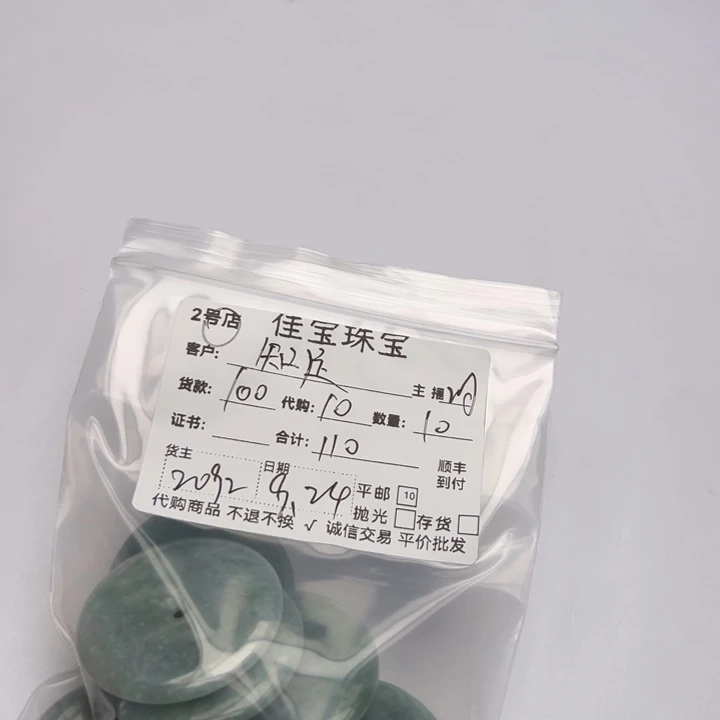 2号店 佳宝珠宝
客户: 知足 主播
货款: 100 代购: 10 数量: 10
证书: 合计: 110 顺丰到付
货主 2092 日期 9.24 平邮 10
抛光 存货
代购商品 不退不换 √ 诚信交易 平价批发